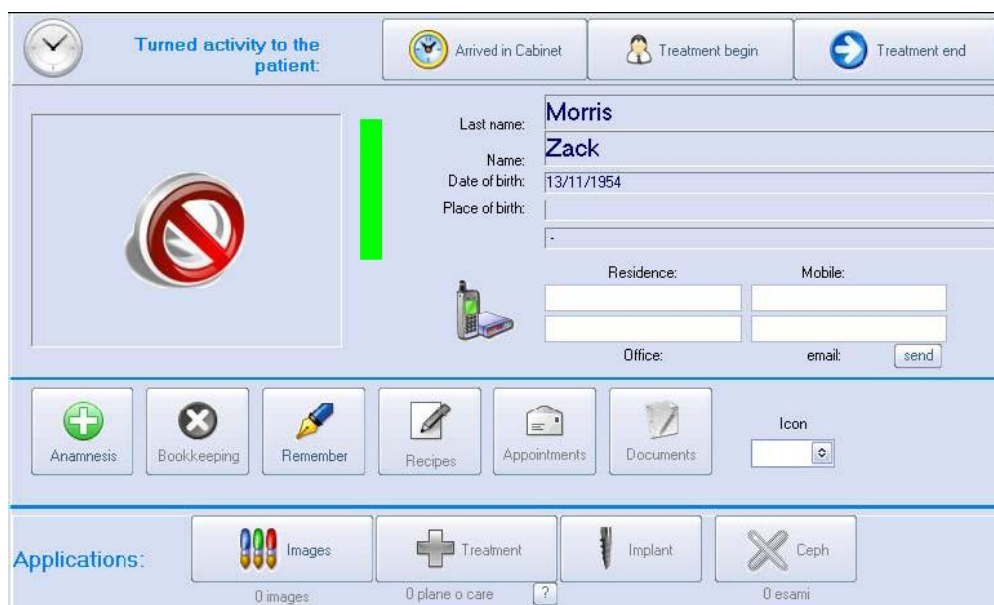 Turned activity to the
patient:
Arrived in Cabinet
Treatment begin
Treatment end
Last name:
Morris
Name:
Zack
Date of birth:
13/11/1954
Place of birth:
-
Residence:
Mobile:
Office:
email:
send
Anamnesis
Bookkeeping
Remember
Recipes
Appointments
Documents
Icon
Applications:
Images
Treatment
Implant
Ceph
0 images
0 plane o care
?
0 esami